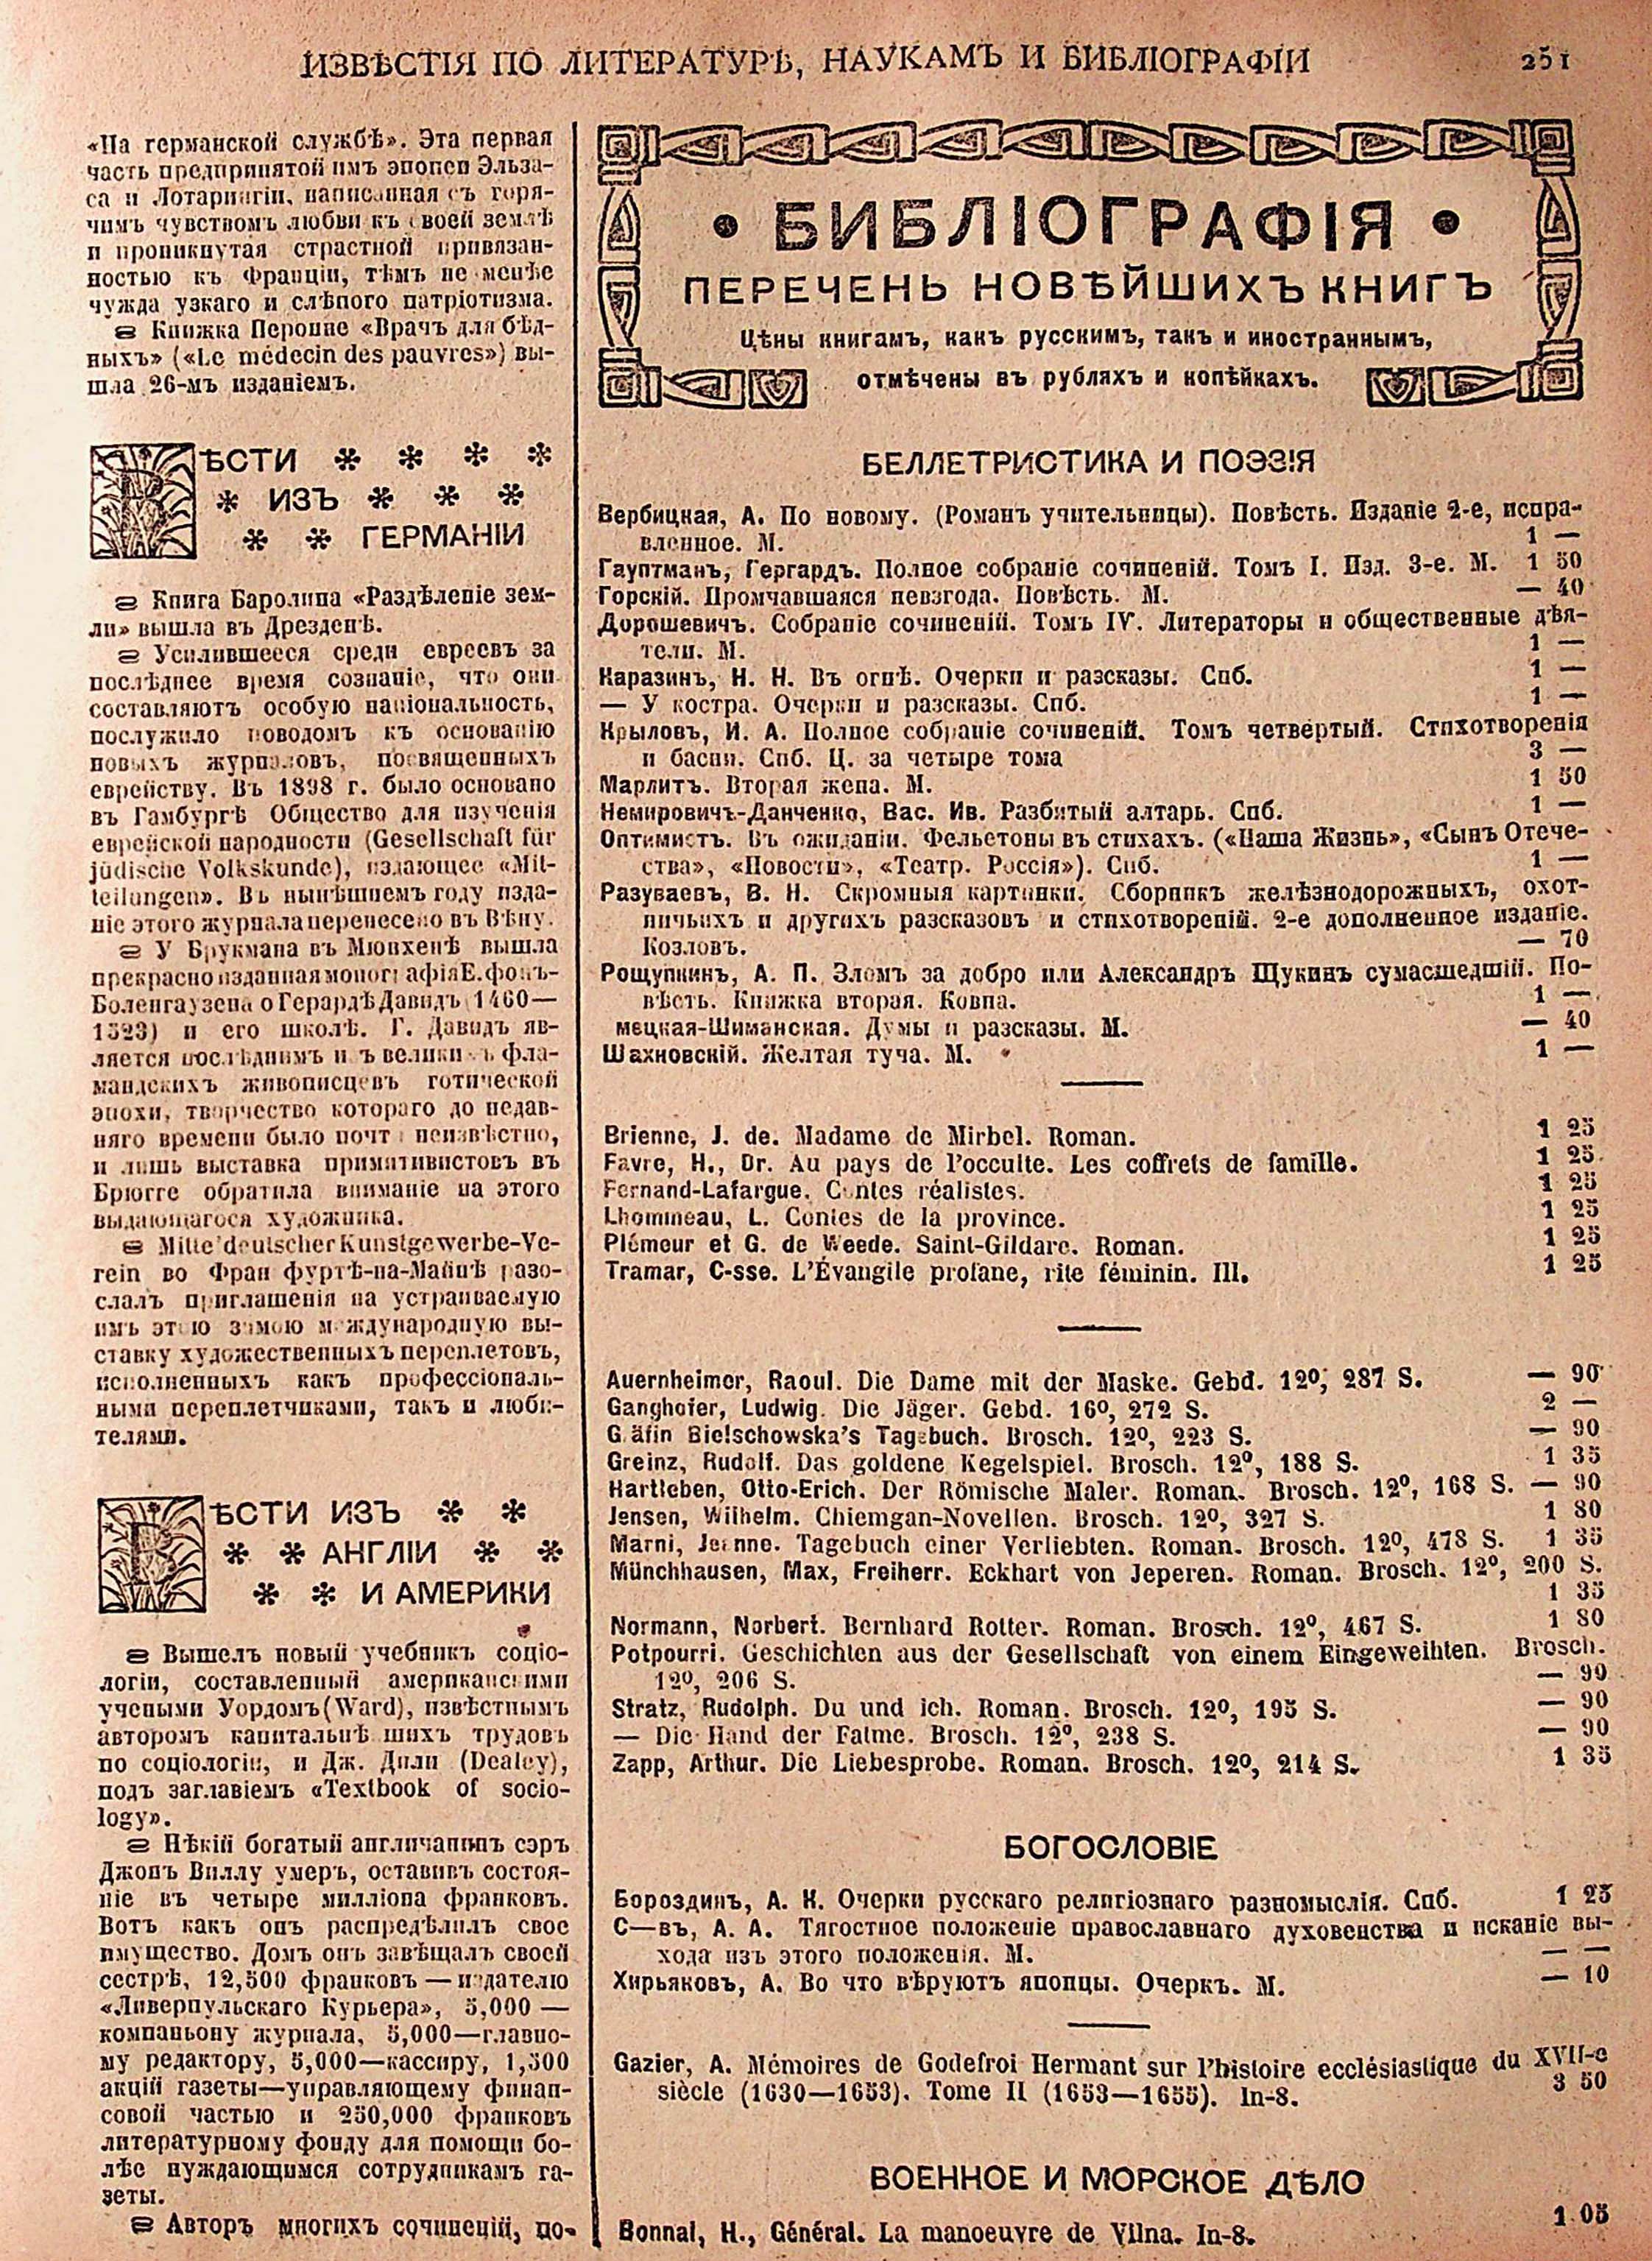 ИЗВѢСТІЯ ПО ЛИТЕРАТУРѢ, НАУКАМЪ И БИБЛІОГРАФІИ 251
«На германской службѣ». Эта первая
часть предпринятой имъ эпопеи Эльза-
са и Лотарингіи, написанная съ горя-
чимъ чувствомъ любви къ своей землѣ
и проникнутая страстной привязан-
ностью къ Франціи, тѣмъ не менѣе
чужда узкаго и слѣпого патріотизма.
Книжка Перонне «Врачъ для бѣд-
ныхъ» («Le médecin des pauvres») вы-
шла 26-мъ изданіемъ.
ВѢСТИ
ИЗЪ
ГЕРМАНІИ
Книга Баролина «Раздѣленіе зем-
ли» вышла въ Дрезденѣ.
Усилившееся среди евреевъ за
послѣднее время сознаніе, что они
составляютъ особую національность,
послужило поводомъ къ основанію
новыхъ журналовъ, посвященныхъ
еврейству. Въ 1898 г. было основано
въ Гамбургѣ Общество для изученія
еврейской народности (Gesellschaft für
jüdische Volkskunde), издающее «Mit-
teilungen». Въ нынѣшнемъ году изда-
ніе этого журнала перенесено въ Вѣну.
У Брукмана въ Мюнхенѣ вышла
прекрасно изданная монографія Е. фонъ-
Боленгаузена о Герардѣ Давидъ (1460—
1523) и его школѣ. Г. Давидъ яв-
ляется послѣднимъ изъ великихъ фла-
мандскихъ живописцевъ готической
эпохи, творчество котораго до недав-
няго времени было почти неизвѣстно,
и лишь выставка примитивистовъ въ
Брюгге обратила вниманіе на этого
выдающагося художника.
Mitteldeutscher Kunstgewerbe-Ve-
rein во Франкфуртѣ-на-Майнѣ разо-
слалъ приглашенія на устраиваемую
имъ этою зимою международную вы-
ставку художественныхъ переплетовъ,
исполненныхъ какъ профессіональ-
ными переплетчиками, такъ и люби-
телями.
ВѢСТИ ИЗЪ
АНГЛІИ
И АМЕРИКИ
Вышелъ новый учебникъ соціо-
логіи, составленный американскими
учеными Уордомъ (Ward), извѣстнымъ
авторомъ капитальнѣйшихъ трудовъ
по соціологіи, и Дж. Дили (Dealey),
подъ заглавіемъ «Textbook of socio-
logy».
Нѣкій богатый англичанинъ сэръ
Джонъ Виллу умеръ, оставивъ состоя-
ніе въ четыре милліона франковъ.
Вотъ какъ онъ распредѣлилъ свое
имущество. Домъ онъ завѣщалъ своей
сестрѣ, 12,500 франковъ — издателю
«Ливерпульскаго Курьера», 5,000 —
компаньону журнала, 5,000—главно-
му редактору, 5,000—кассиру, 1,500
акцій газеты—управляющему финан-
совой частью и 250,000 франковъ
литературному фонду для помощи бо-
лѣе нуждающимся сотрудникамъ га-
зеты.
Авторъ многихъ сочиненій, по-
• БИБЛІОГРАФІЯ •
ПЕРЕЧЕНЬ НОВѢЙШИХЪ КНИГЪ
Цѣны книгамъ, какъ русскимъ, такъ и иностраннымъ,
отмѣчены въ рубляхъ и копѣйкахъ.
БЕЛЛЕТРИСТИКА И ПОЭЗІЯ
Вербицкая, А. По новому. (Романъ учительницы). Повѣсть. Изданіе 2-е, испра-
вленное. М. 1 —
Гауптманъ, Гергардъ. Полное собраніе сочиненій. Томъ I. Изд. 3-е. М. 1 50
Горскій. Промчавшаяся невзгода. Повѣсть. М. — 40
Дорошевичъ. Собраніе сочиненій. Томъ IV. Литераторы и общественные дѣя-
тели. М. 1 —
Каразинъ, Н. Н. Въ огнѣ. Очерки и разсказы. Спб. 1 —
— У костра. Очерки и разсказы. Спб. 1 —
Крыловъ, И. А. Полное собраніе сочиненій. Томъ четвертый. Стихотворенія
и басни. Спб. Ц. за четыре тома 3 —
Марлитъ. Вторая жена. М. 1 50
Немировичъ-Данченко, Вас. Ив. Разбитый алтарь. Спб. 1 —
Оптимистъ. Въ ожиданіи. Фельетоны въ стихахъ. («Наша Жизнь», «Сынъ Отече-
ства», «Новости», «Театр. Россія»). Спб. 1 —
Разуваевъ, В. Н. Скромныя картинки. Сборникъ желѣзнодорожныхъ, охот-
ничьихъ и другихъ разсказовъ и стихотвореній. 2-е дополненное изданіе.
Козловъ. — 70
Рощупкинъ, А. П. Зломъ за добро или Александръ Щукинъ сумасшедшій. По-
вѣсть. Книжка вторая. Ковна. 1 —
мецкая-Шиманская. Думы и разсказы. М. — 40
Шахновскій. Желтая туча. М. 1 —
Brienne, J. de. Madame de Mirbel. Roman. 1 25
Favre, H., Dr. Au pays de l'occulte. Les coffrets de famille. 1 25
Fernand-Lafargue. Contes réalistes. 1 25
Lhommeau, L. Contes de la province. 1 25
Plémeur et G. de Weede. Saint-Gildare. Roman. 1 25
Tramar, C-sse. L'Évangile profane, rite féminin. Ill. 1 25
Auernheimer, Raoul. Die Dame mit der Maske. Gebd. 12⁰, 287 S. — 90
Ganghofer, Ludwig. Die Jäger. Gebd. 16⁰, 272 S. 2 —
Gräfin Bielschowska's Tagebuch. Brosch. 12⁰, 223 S. — 90
Greinz, Rudolf. Das goldene Kegelspiel. Brosch. 12⁰, 188 S. 1 35
Hartleben, Otto-Erich. Der Römische Maler. Roman. Brosch. 12⁰, 168 S. — 90
Jensen, Wilhelm. Chiemgan-Novellen. Brosch. 12⁰, 327 S. 1 80
Marni, Jeanne. Tagebuch einer Verliebten. Roman. Brosch. 12⁰, 478 S. 1 35
Münchhausen, Max, Freiherr. Eckhart von Jeperen. Roman. Brosch. 12⁰, 200 S.
1 35
Normann, Norbert. Bernhard Rotter. Roman. Brosch. 12⁰, 467 S. 1 80
Potpourri. Geschichten aus der Gesellschaft von einem Eingeweihten. Brosch.
12⁰, 206 S. — 90
Stratz, Rudolph. Du und ich. Roman. Brosch. 12⁰, 195 S. — 90
— Die Hand der Fatme. Brosch. 12⁰, 238 S. — 90
Zapp, Arthur. Die Liebesprobe. Roman. Brosch. 12⁰, 214 S. 1 35
БОГОСЛОВІЕ
Бороздинъ, А. К. Очерки русскаго религіознаго разномыслія. Спб. 1 25
С—въ, А. А. Тягостное положеніе православнаго духовенства и исканіе вы-
хода изъ этого положенія. М. — —
Хирьяковъ, А. Во что вѣруютъ японцы. Очеркъ. М. — 10
Gazier, A. Mémoires de Godefroi Hermant sur l'histoire ecclésiastique du XVII-e
siècle (1630—1653). Tome II (1653—1655). In-8. 3 50
ВОЕННОЕ И МОРСКОЕ ДѢЛО
Bonnal, H., Général. La manoeuvre de Vilna. In-8. 1 05